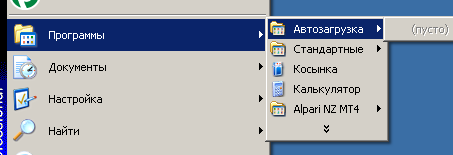 Программы
Документы
Настройка
Найти
Автозагрузка
Стандартные
Косынка
Калькулятор
Alpari NZ MT4
(пусто)